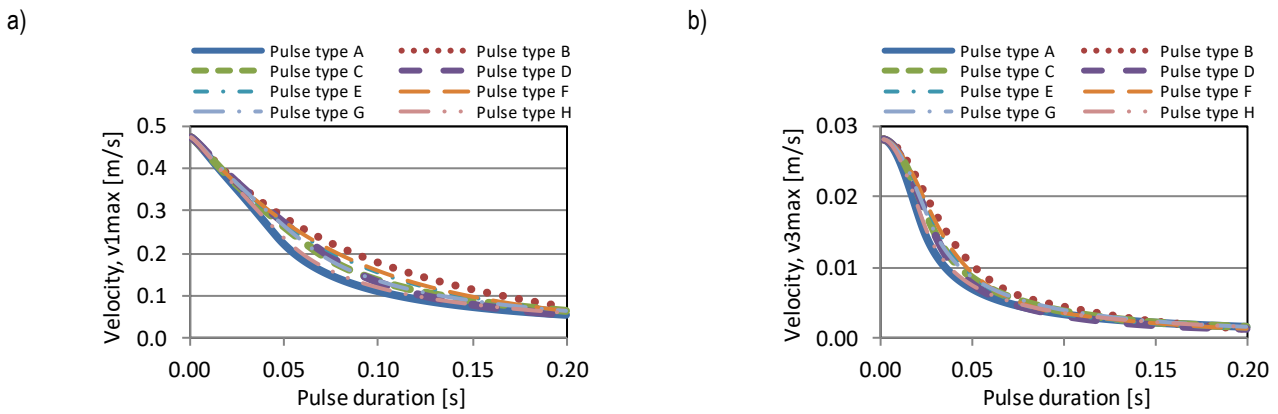 a)
Pulse type A Pulse type B
Pulse type C Pulse type D
Pulse type E Pulse type F
Pulse type G Pulse type H
Velocity, v1max [m/s]
0.5
0.4
0.3
0.2
0.1
0.0
0.00 0.05 0.10 0.15 0.20
Pulse duration [s]
b)
Pulse type A Pulse type B
Pulse type C Pulse type D
Pulse type E Pulse type F
Pulse type G Pulse type H
Velocity, v3max [m/s]
0.03
0.02
0.01
0.00
0.00 0.05 0.10 0.15 0.20
Pulse duration [s]